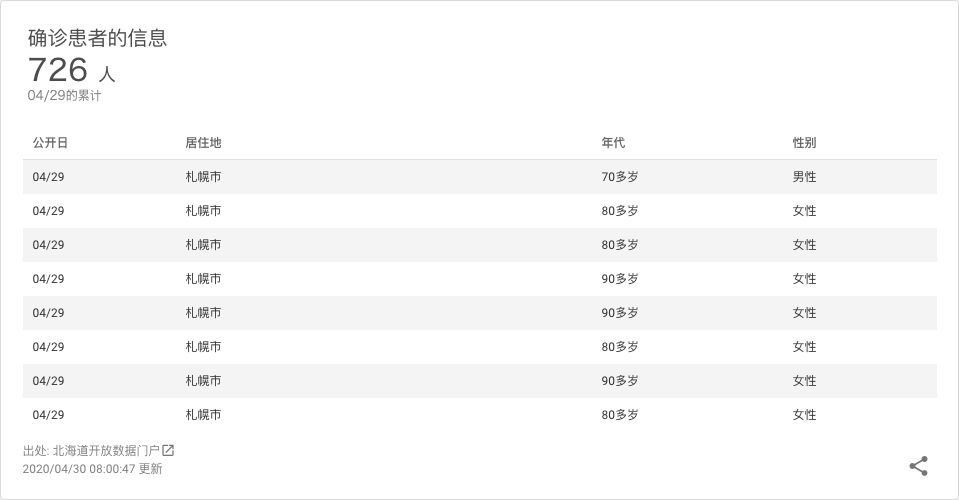 确诊患者的信息
726 人
04/29的累计
公开日 居住地 年代 性别
04/29 札幌市 70多岁 男性
04/29 札幌市 80多岁 女性
04/29 札幌市 80多岁 女性
04/29 札幌市 90多岁 女性
04/29 札幌市 90多岁 女性
04/29 札幌市 80多岁 女性
04/29 札幌市 90多岁 女性
04/29 札幌市 80多岁 女性
出处: 北海道开放数据门户
2020/04/30 08:00:47 更新